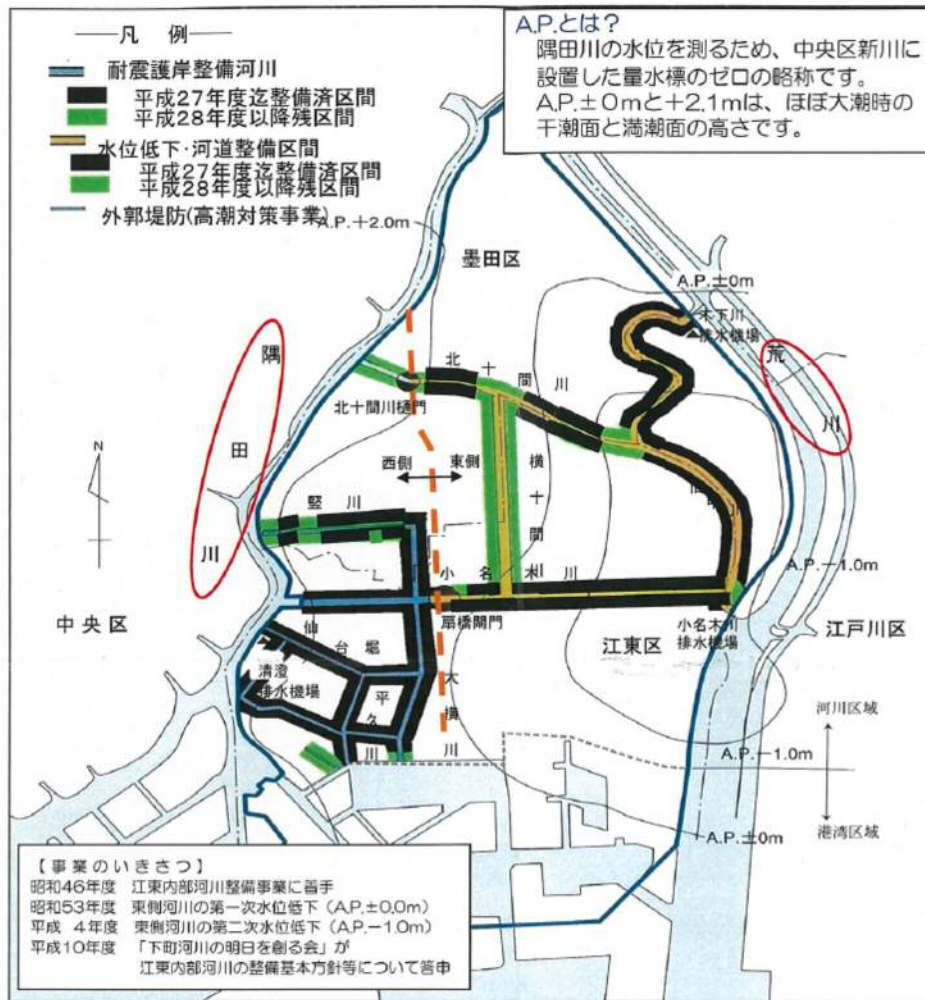 凡 例
耐震護岸整備河川
平成27年度迄整備済区間
平成28年度以降残区間
水位低下・河道整備区間
平成27年度迄整備済区間
平成28年度以降残区間
外郭堤防(高潮対策事業)
A.P.とは?
隅田川の水位を測るため、中央区新川に
設置した量水標のゼロの略称です。
A.P.±0mと+2.1mは、ほぼ大潮時の
干潮面と満潮面の高さです。
A.P.+2.0m
墨田区
A.P.±0m
木下川
排水機場
荒川
隅田川
北十間川
北十間川樋門
西側
東側
横十間川
竪川
N
A.P.-1.0m
小名木川
中央区
扇橋閘門
江東区
小名木川
排水機場
江戸川区
仙台堀
清澄
排水機場
平久川
大横川
河川区域
A.P.-1.0m
港湾区域
A.P.±0m
【事業のいきさつ】
昭和46年度 江東内部河川整備事業に着手
昭和53年度 東側河川の第一次水位低下(A.P.±0.0m)
平成 4年度 東側河川の第二次水位低下(A.P.-1.0m)
平成10年度 「下町河川の明日を創る会」が
江東内部河川の整備基本方針等について答申